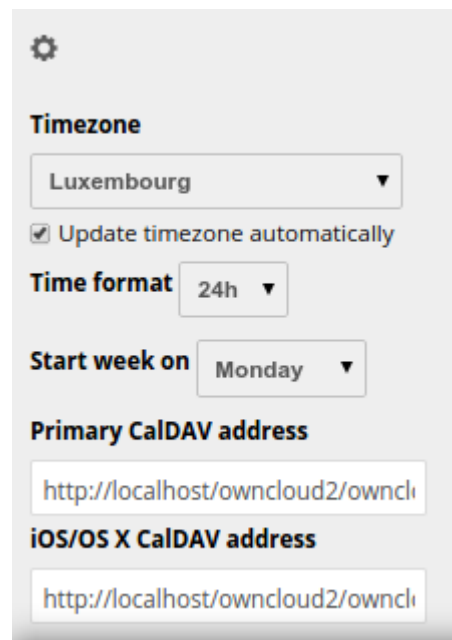 Timezone
Luxembourg
Update timezone automatically
Time format 24h
Start week on Monday
Primary CalDAV address
http://localhost/owncloud2/owncl
iOS/OS X CalDAV address
http://localhost/owncloud2/owncl